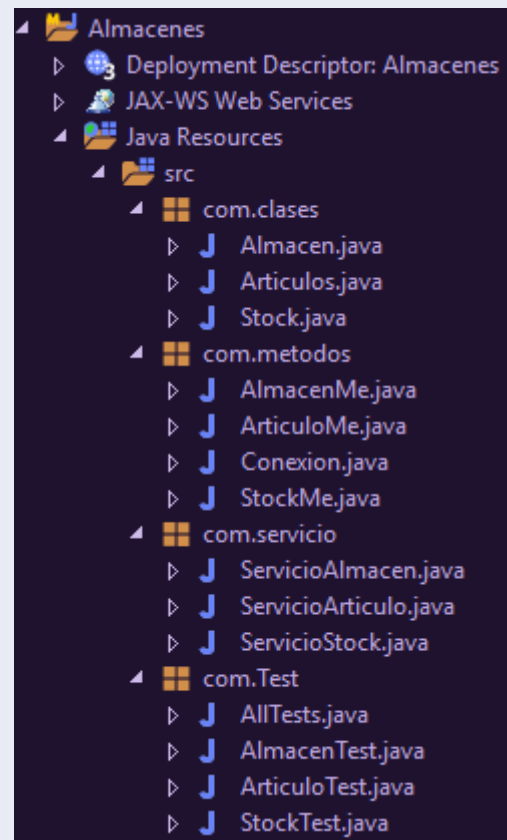 Almacenes
Deployment Descriptor: Almacenes
JAX-WS Web Services
Java Resources
src
com.clases
Almacen.java
Articulos.java
Stock.java
com.metodos
AlmacenMe.java
ArticuloMe.java
Conexion.java
StockMe.java
com.servicio
ServicioAlmacen.java
ServicioArticulo.java
ServicioStock.java
com.Test
AllTests.java
AlmacenTest.java
ArticuloTest.java
StockTest.java